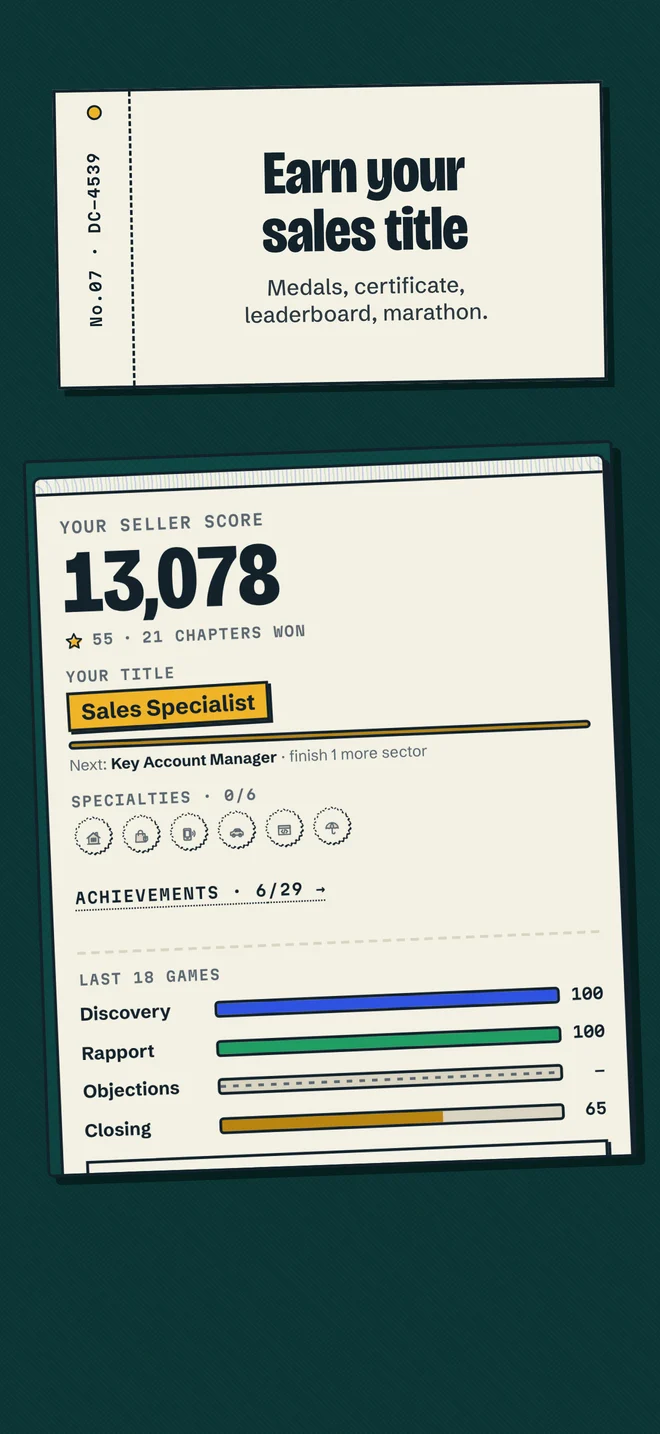 No.07 · DC-4539
Earn your
sales title
Medals, certificate,
leaderboard, marathon.
YOUR SELLER SCORE
13,078
55 · 21 CHAPTERS WON
YOUR TITLE
Sales Specialist
Next: Key Account Manager · finish 1 more sector
SPECIALTIES · 0/6
ACHIEVEMENTS · 6/29 →
LAST 18 GAMES
Discovery 100
Rapport 100
Objections –
Closing 65